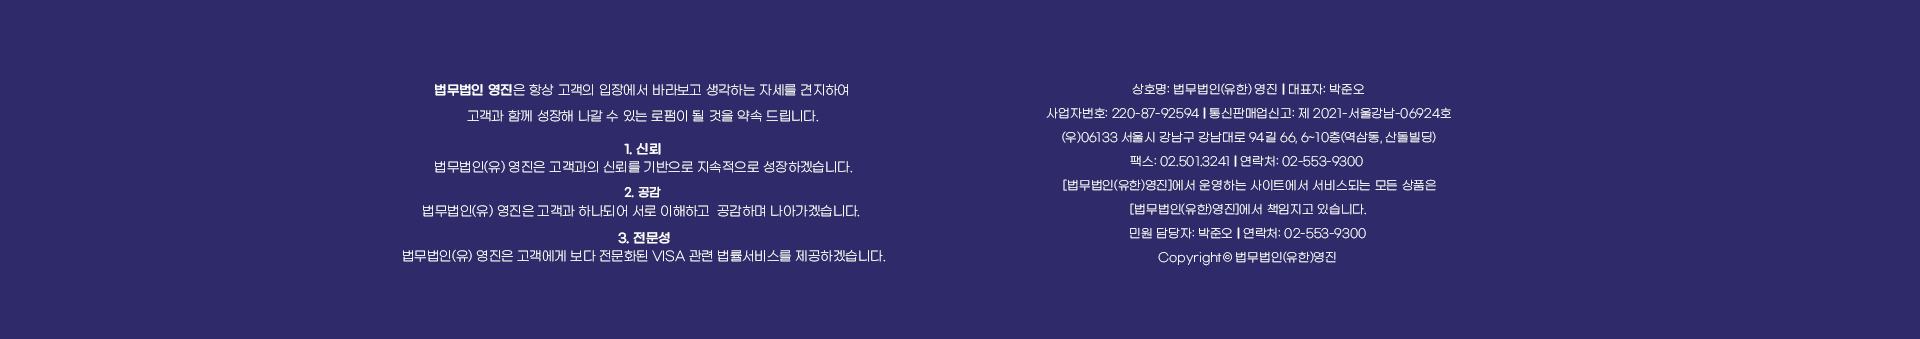 법무법인 영진은 항상 고객의 입장에서 바라보고 생각하는 자세를 견지하여
고객과 함께 성장해 나갈 수 있는 로펌이 될 것을 약속 드립니다.
1. 신뢰
법무법인(유) 영진은 고객과의 신뢰를 기반으로 지속적으로 성장하겠습니다.
2. 공감
법무법인(유) 영진은 고객과 하나되어 서로 이해하고 공감하며 나아가겠습니다.
3. 전문성
법무법인(유) 영진은 고객에게 보다 전문화된 VISA 관련 법률서비스를 제공하겠습니다.
상호명: 법무법인(유한) 영진 | 대표자: 박준오
사업자번호: 220-87-92594 | 통신판매업신고: 제 2021-서울강남-06924호
(우)06133 서울시 강남구 강남대로 94길 66, 6~10층(역삼동, 산돌빌딩)
팩스: 02.501.3241 | 연락처: 02-553-9300
[법무법인(유한)영진]에서 운영하는 사이트에서 서비스되는 모든 상품은
[법무법인(유한)영진]에서 책임지고 있습니다.
민원 담당자: 박준오 | 연락처: 02-553-9300
Copyright© 법무법인(유한)영진